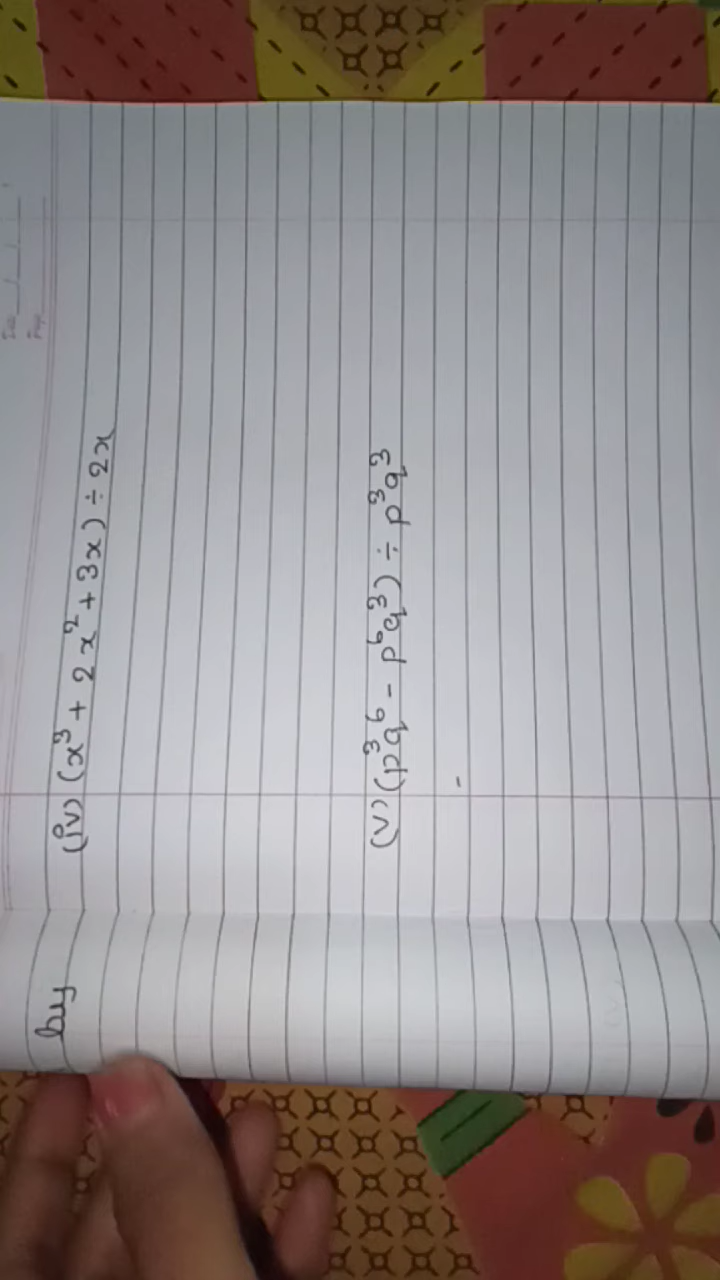 by
(iv) (x³ + 2x² + 3x) ÷ 2x
(v) (p³q⁶ - p⁶q³) ÷ p³q³